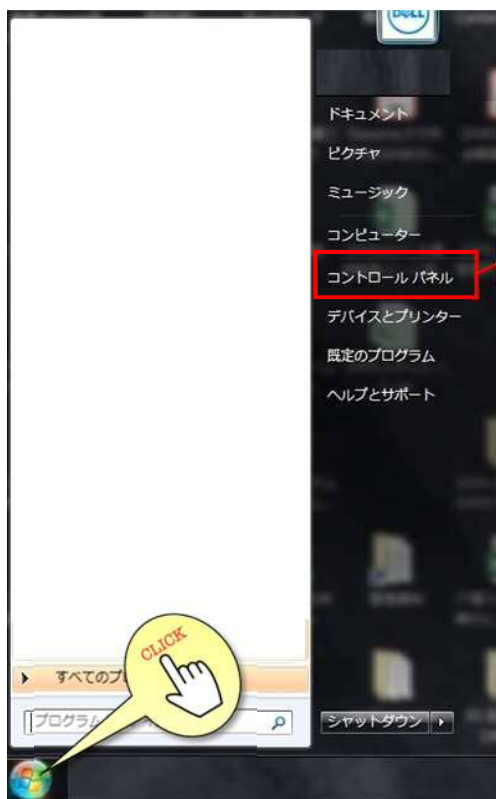 DELL
ドキュメント
ピクチャ
ミュージック
コンピューター
コントロール パネル
デバイスとプリンター
既定のプログラム
ヘルプとサポート
CLICK
すべてのプ
プログラム
シャットダウン